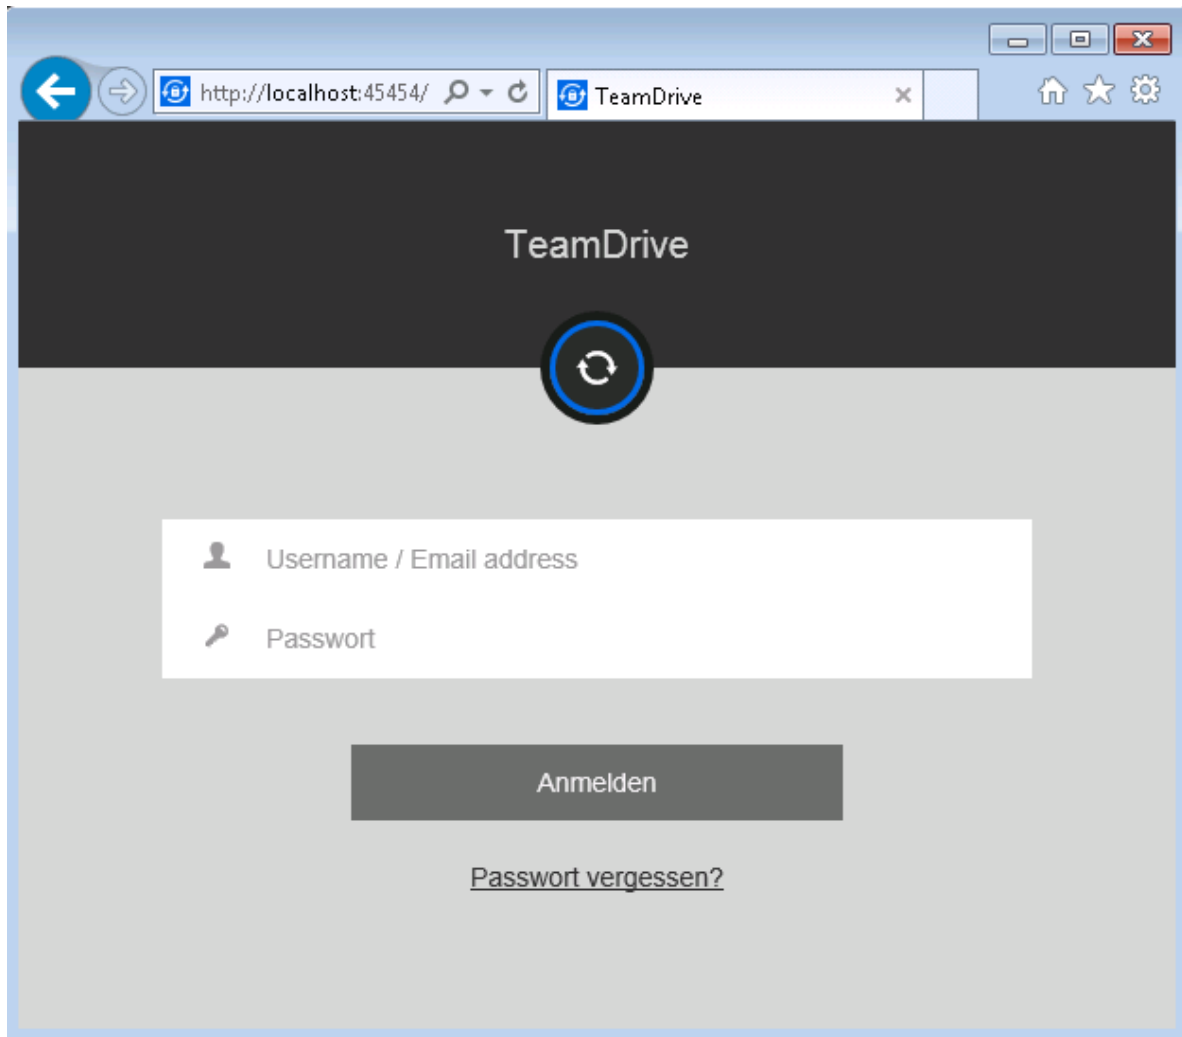 http://localhost:45454/
TeamDrive
TeamDrive
Username / Email address
Passwort
Anmelden
Passwort vergessen?